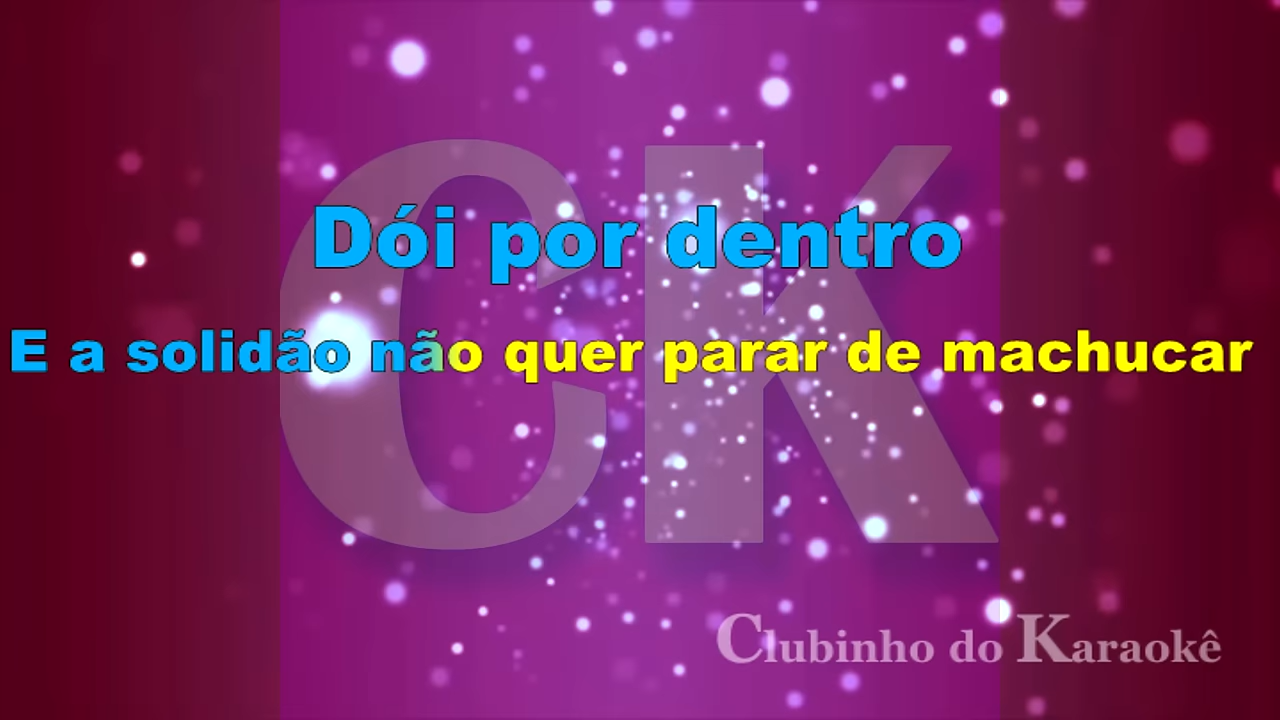 CK
Dói por dentro
E a solidão não quer parar de machucar
Clubinho do Karaokê